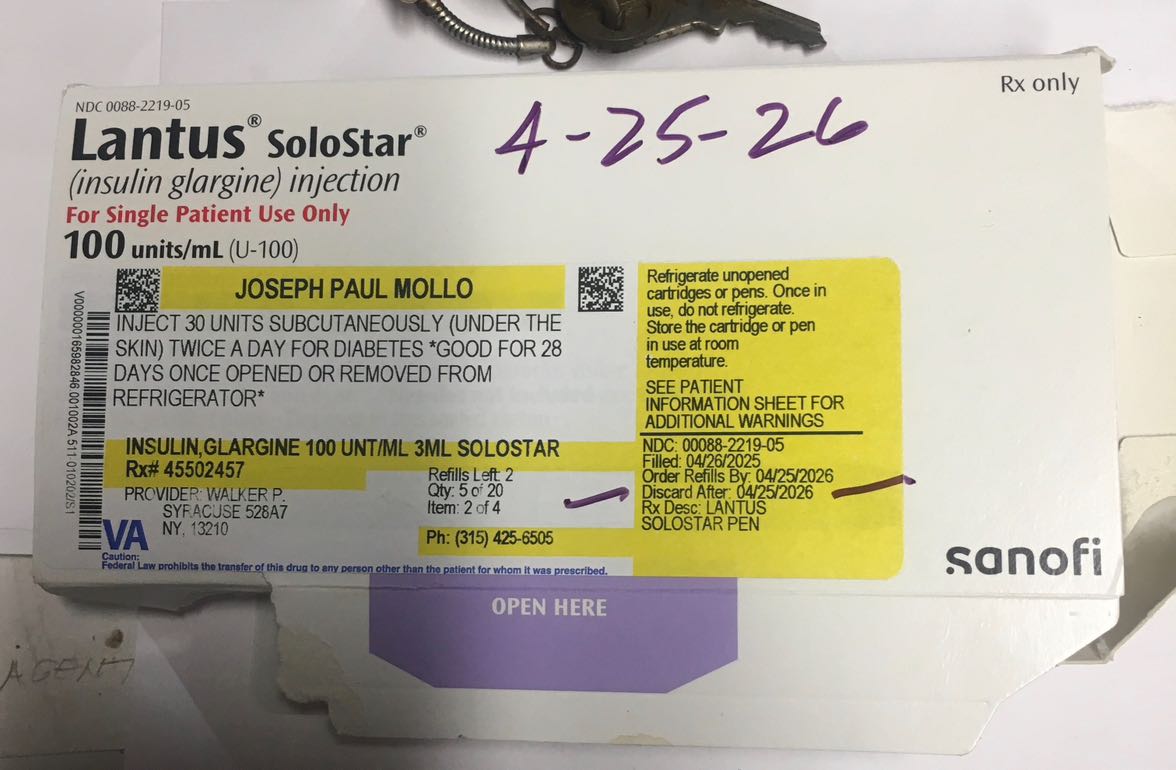 NDC 0088-2219-05
Rx only
Lantus® SoloStar®
4-25-26
(insulin glargine) injection
For Single Patient Use Only
100 units/mL (U-100)
JOSEPH PAUL MOLLO
INJECT 30 UNITS SUBCUTANEOUSLY (UNDER THE
SKIN) TWICE A DAY FOR DIABETES *GOOD FOR 28
DAYS ONCE OPENED OR REMOVED FROM
REFRIGERATOR*
INSULIN,GLARGINE 100 UNT/ML 3ML SOLOSTAR
Rx# 45502457
Refills Left: 2
Qty: 5 of 20
Item: 2 of 4
PROVIDER: WALKER P.
SYRACUSE 528A7
NY, 13210
VA
Ph: (315) 425-6505
Caution:
Federal Law prohibits the transfer of this drug to any person other than the patient for whom it was prescribed.
Refrigerate unopened
cartridges or pens. Once in
use, do not refrigerate.
Store the cartridge or pen
in use at room
temperature.
SEE PATIENT
INFORMATION SHEET FOR
ADDITIONAL WARNINGS
NDC: 00088-2219-05
Filled: 04/26/2025
Order Refills By: 04/25/2026
Discard After: 04/25/2026
Rx Desc: LANTUS
SOLOSTAR PEN
sanofi
OPEN HERE
AGENT